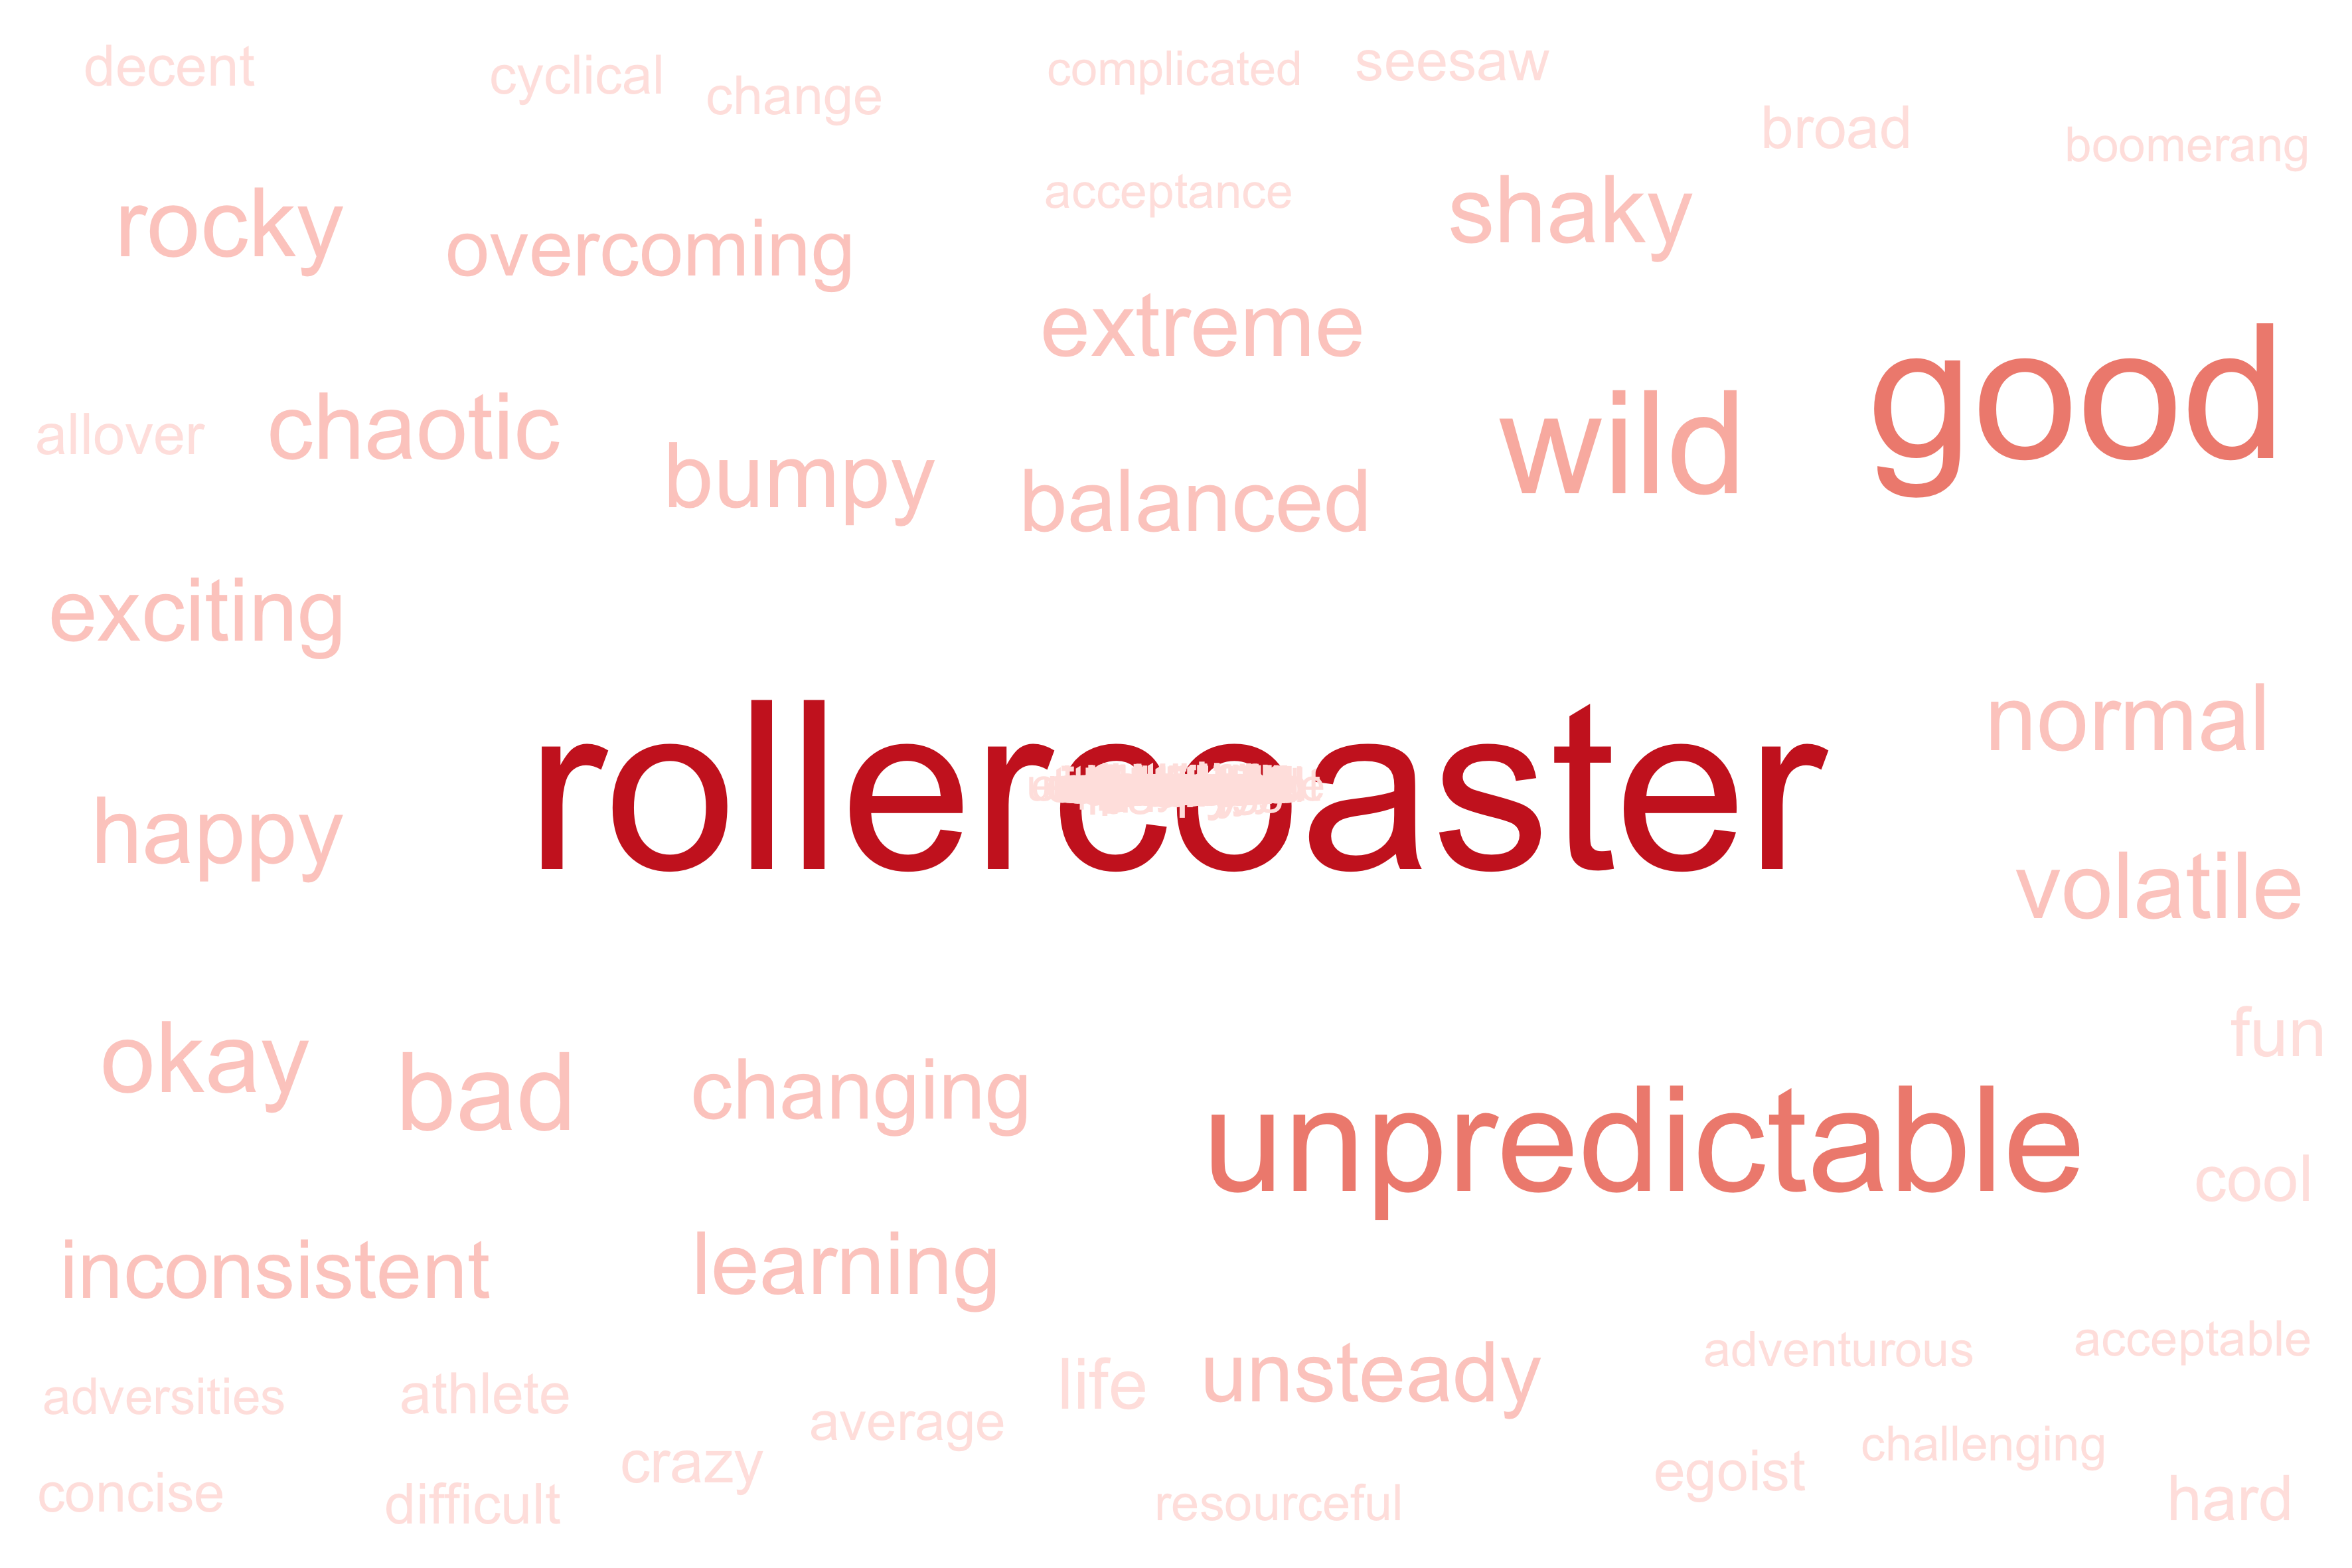 decent
cyclical
change
complicated
seesaw
broad
boomerang
rocky
overcoming
acceptance
shaky
extreme
good
allover
chaotic
bumpy
balanced
wild
exciting
rollercoaster
normal
happy
volatile
okay
bad
changing
unpredictable
fun
cool
inconsistent
learning
life
unsteady
adventurous
acceptable
adversities
athlete
average
crazy
egoist
challenging
concise
difficult
resourceful
hard